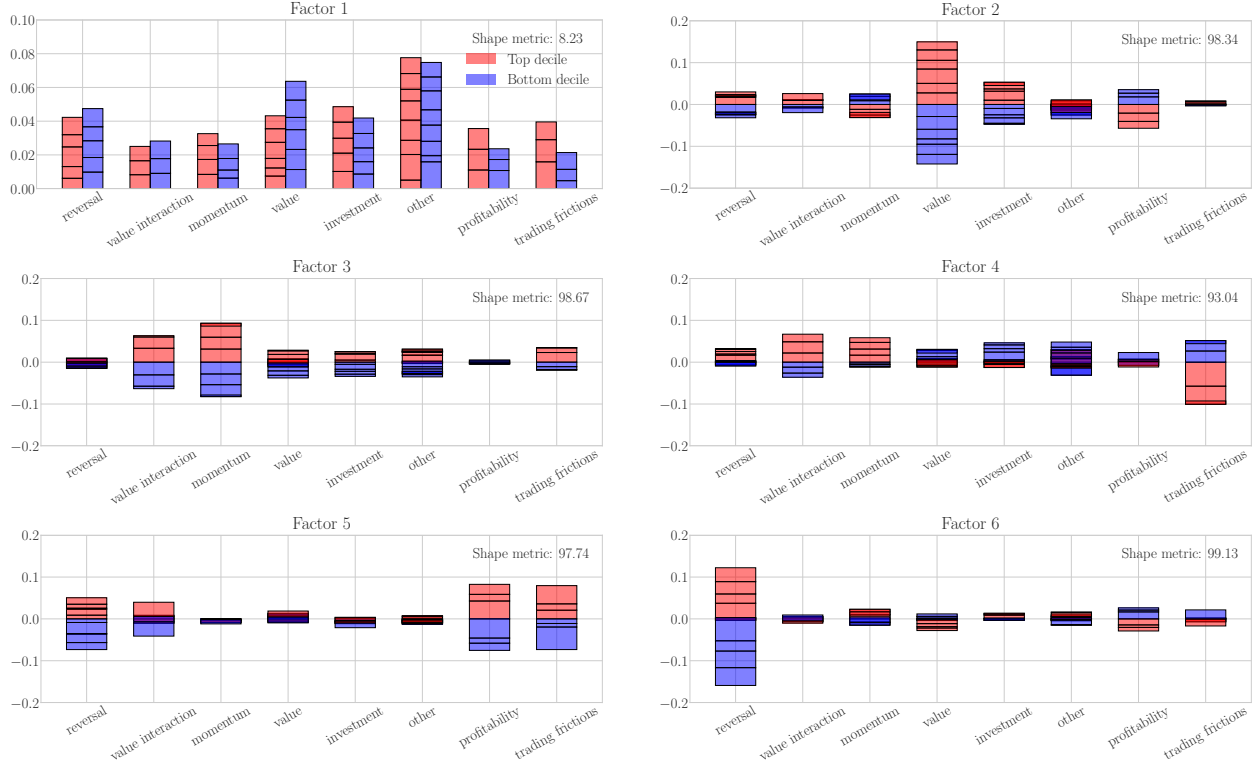 Factor 1
0.10
0.08
0.06
0.04
0.02
0.00
Shape metric: 8.23
Top decile
Bottom decile
reversal
value interaction
momentum
value
investment
other
profitability
trading frictions
Factor 2
0.2
0.1
0.0
−0.1
−0.2
Shape metric: 98.34
reversal
value interaction
momentum
value
investment
other
profitability
trading frictions
Factor 3
0.2
0.1
0.0
−0.1
−0.2
Shape metric: 98.67
reversal
value interaction
momentum
value
investment
other
profitability
trading frictions
Factor 4
0.2
0.1
0.0
−0.1
−0.2
Shape metric: 93.04
reversal
value interaction
momentum
value
investment
other
profitability
trading frictions
Factor 5
0.2
0.1
0.0
−0.1
−0.2
Shape metric: 97.74
reversal
value interaction
momentum
value
investment
other
profitability
trading frictions
Factor 6
0.2
0.1
0.0
−0.1
−0.2
Shape metric: 99.13
reversal
value interaction
momentum
value
investment
other
profitability
trading frictions